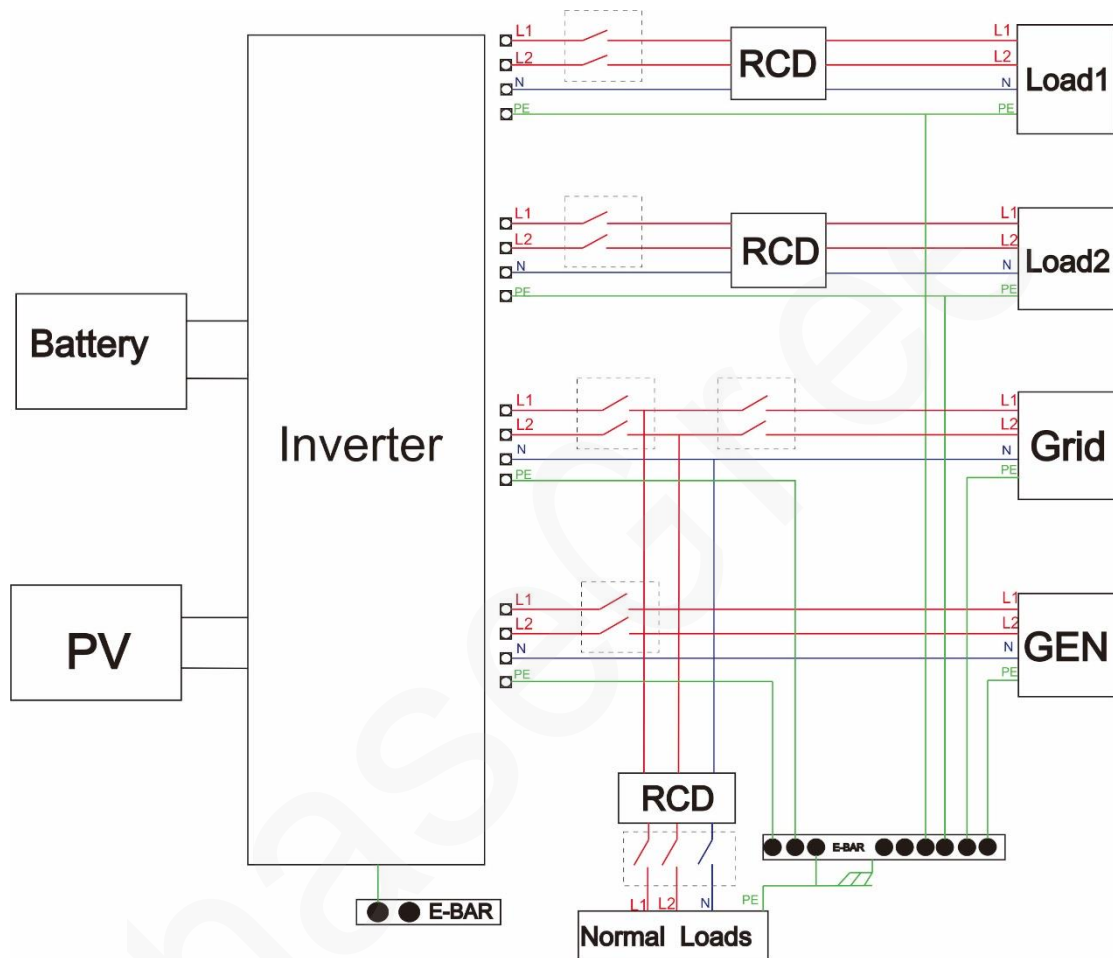 L1
L2
N
PE
RCD
L1
L2
N
PE
Load1
L1
L2
N
PE
RCD
L1
L2
N
PE
Load2
Battery
Inverter
L1
L2
N
PE
L1
L2
N
PE
Grid
PV
L1
L2
N
PE
L1
L2
N
PE
GEN
RCD
E-BAR
L1
L2
N
PE
E-BAR
Normal Loads